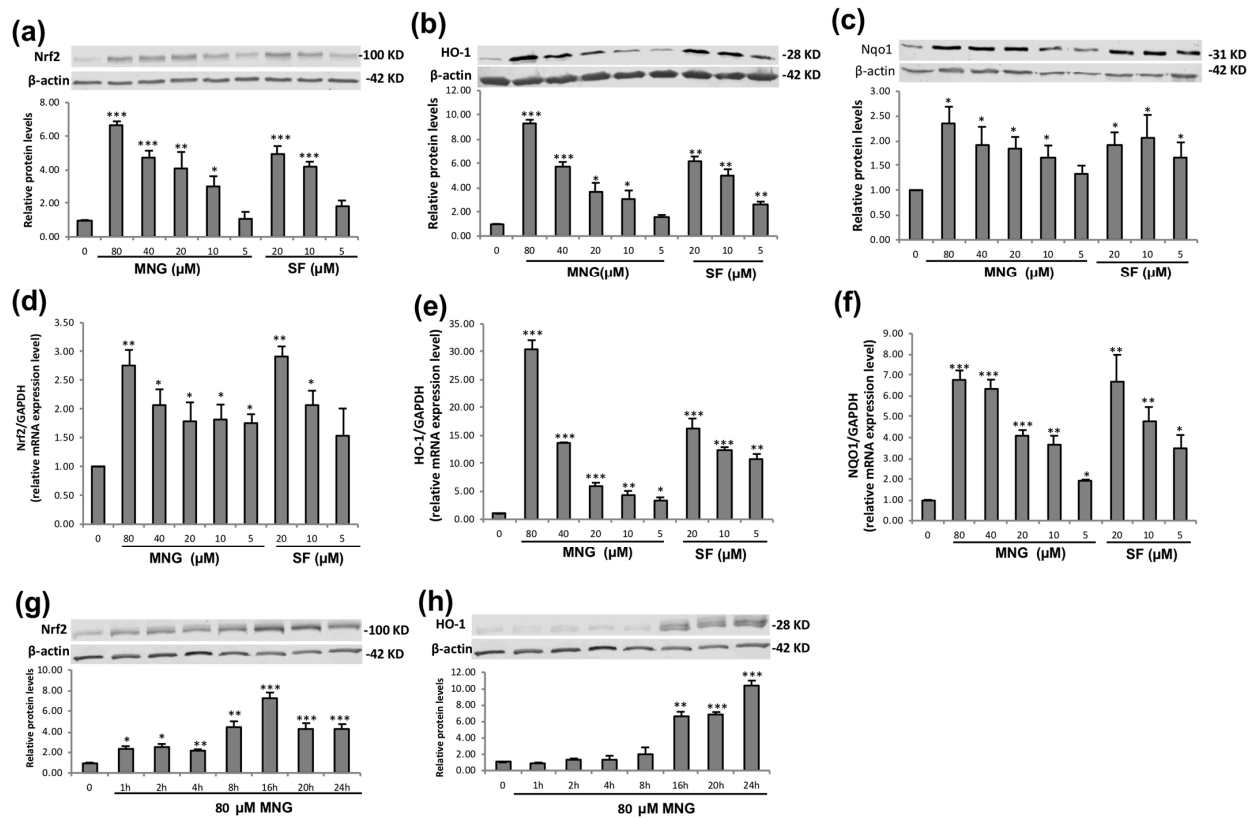 (a)
Nrf2
-100 KD
β-actin
-42 KD
Relative protein levels
8.00
6.00
4.00
2.00
0.00
*** *** ** * *** ***
0 80 40 20 10 5 20 10 5
MNG (µM) SF (µM)
(b)
HO-1
-28 KD
β-actin
-42 KD
Relative protein levels
12.00
10.00
8.00
6.00
4.00
2.00
0.00
*** *** * * ** ** **
0 80 40 20 10 5 20 10 5
MNG(µM) SF (µM)
(c)
Nqo1
-31 KD
β-actin
-42 KD
Relative protein levels
3.00
2.50
2.00
1.50
1.00
0.50
0.00
* * * * * * *
0 80 40 20 10 5 20 10 5
MNG (µM) SF (µM)
(d)
Nrf2/GAPDH
(relative mRNA expression level)
3.50
3.00
2.50
2.00
1.50
1.00
0.50
0.00
** * * * * ** *
0 80 40 20 10 5 20 10 5
MNG (µM) SF (µM)
(e)
HO-1/GAPDH
(relative mRNA expression level)
35.00
30.00
25.00
20.00
15.00
10.00
5.00
0.00
*** *** *** ** * *** *** **
0 80 40 20 10 5 20 10 5
MNG (µM) SF (µM)
(f)
NQO1/GAPDH
(relative mRNA expression level)
9.00
8.00
7.00
6.00
5.00
4.00
3.00
2.00
1.00
0.00
*** *** *** ** * ** ** *
0 80 40 20 10 5 20 10 5
MNG (µM) SF (µM)
(g)
Nrf2
-100 KD
β-actin
-42 KD
Relative protein levels
10.00
8.00
6.00
4.00
2.00
0.00
* * ** ** *** *** ***
0 1h 2h 4h 8h 16h 20h 24h
80 µM MNG
(h)
HO-1
-28 KD
β-actin
-42 KD
Relative protein levels
12.00
10.00
8.00
6.00
4.00
2.00
0.00
** *** ***
0 1h 2h 4h 8h 16h 20h 24h
80 µM MNG